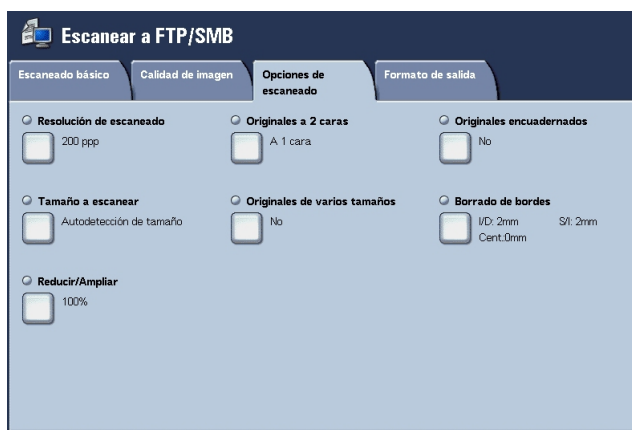 Escanear a FTP/SMB
Escaneado básico
Calidad de imagen
Opciones de
escaneado
Formato de salida
Resolución de escaneado
200 ppp
Originales a 2 caras
A 1 cara
Originales encuadernados
No
Tamaño a escanear
Autodetección de tamaño
Originales de varios tamaños
No
Borrado de bordes
I/D: 2mm S/I: 2mm
Cent.0mm
Reducir/Ampliar
100%